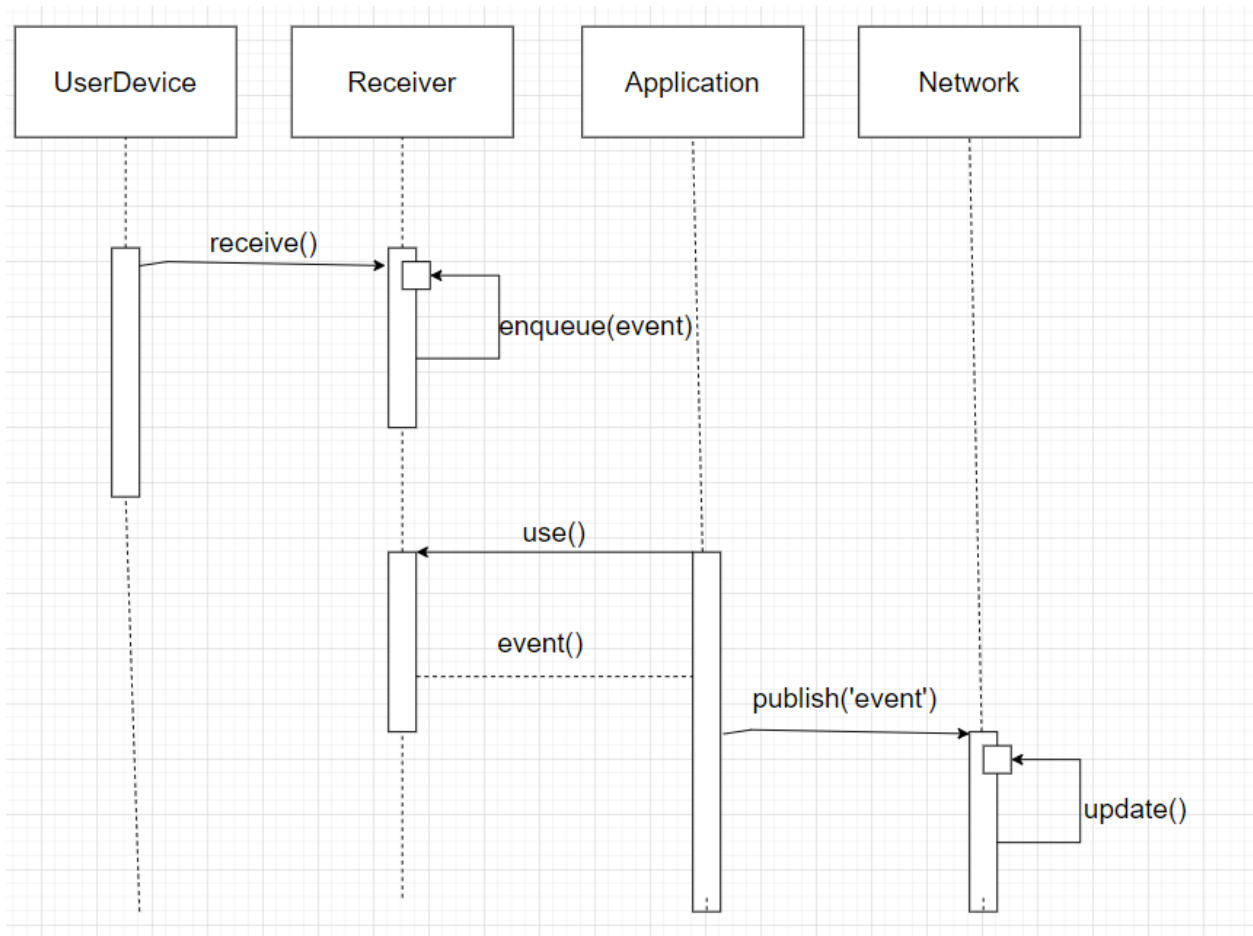 UserDevice
Receiver
Application
Network
receive()
enqueue(event)
use()
event()
publish('event')
update()